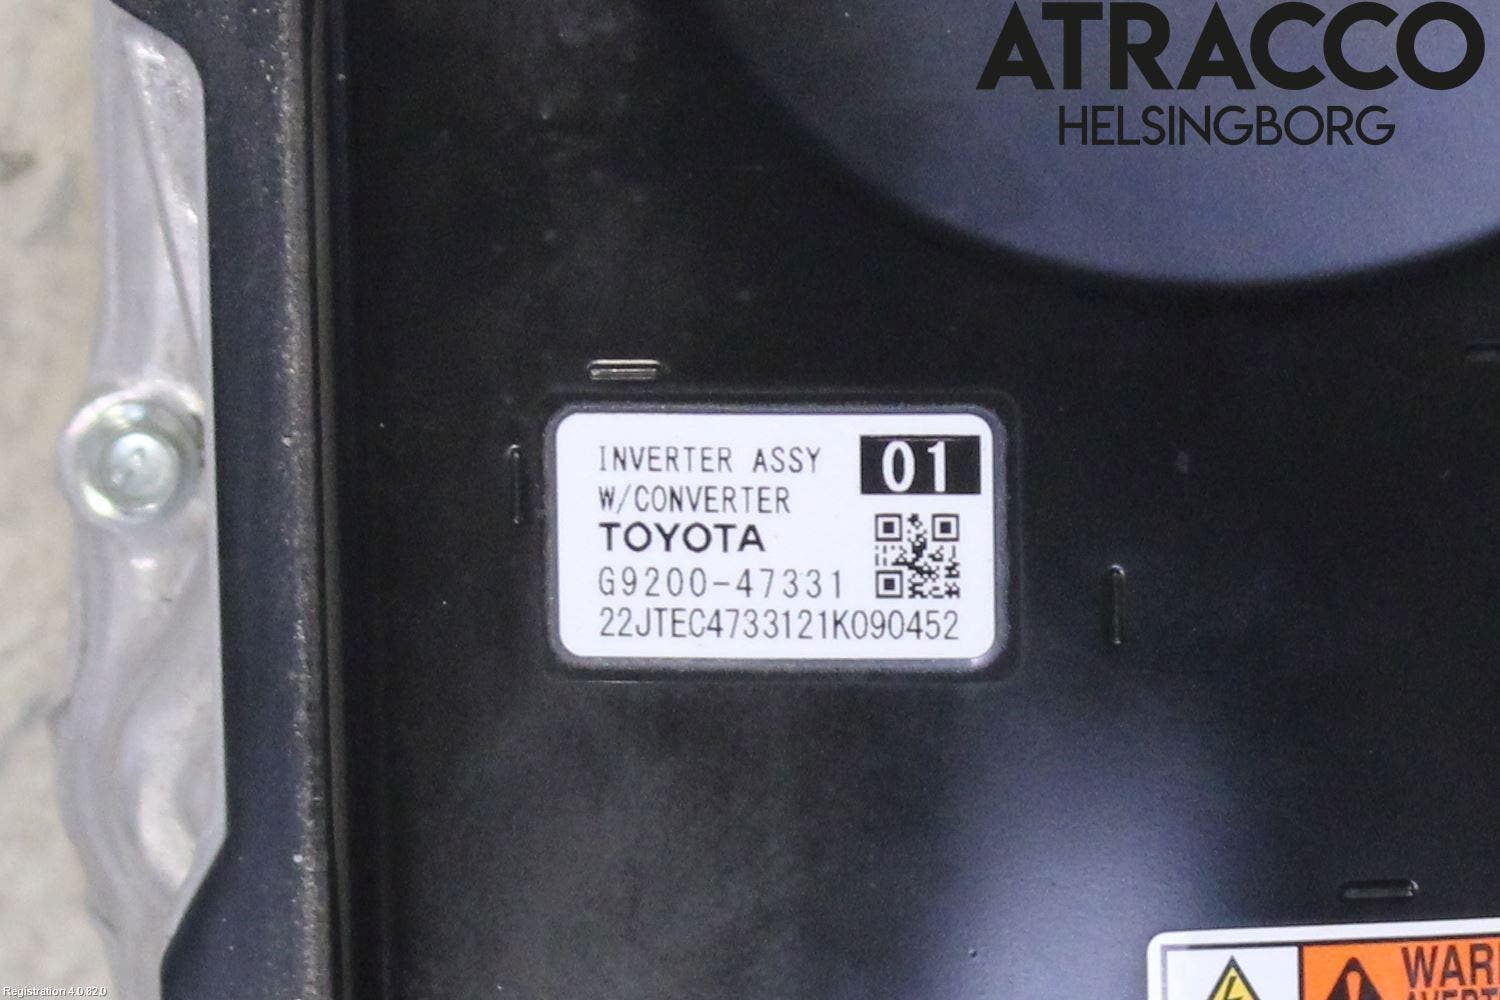 ATRACCO
HELSINGBORG
INVERTER ASSY
W/CONVERTER
01
TOYOTA
G9200-47331
22JTEC4733121K090452
Registration 4.0.82.0